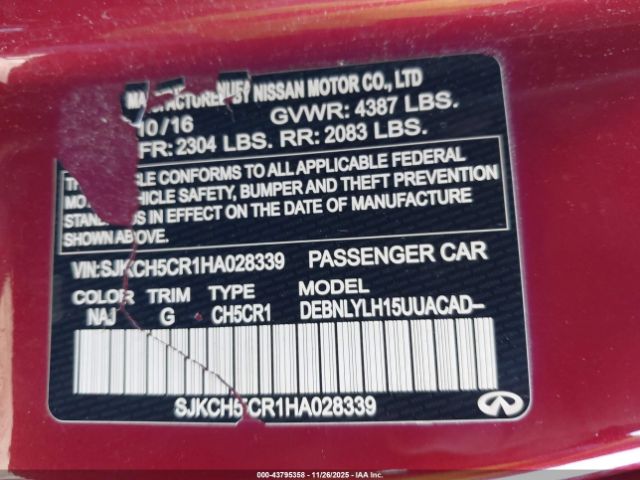 MANUFACTURED BY NISSAN MOTOR CO., LTD
10/16 GVWR: 4387 LBS.
FR: 2304 LBS. RR: 2083 LBS.
CONFORMS TO ALL APPLICABLE FEDERAL
VEHICLE SAFETY, BUMPER AND THEFT PREVENTION
IN EFFECT ON THE DATE OF MANUFACTURE
SHOWN ABOVE
VIN:SJKCH5CR1HA028339 PASSENGER CAR
COLOR TRIM TYPE MODEL
NAJ G CH5CR1 DEBNLYLH15UUACAD–
SJKCH5CR1HA028339
000-43795358 - 11/26/2025 - IAA Inc.